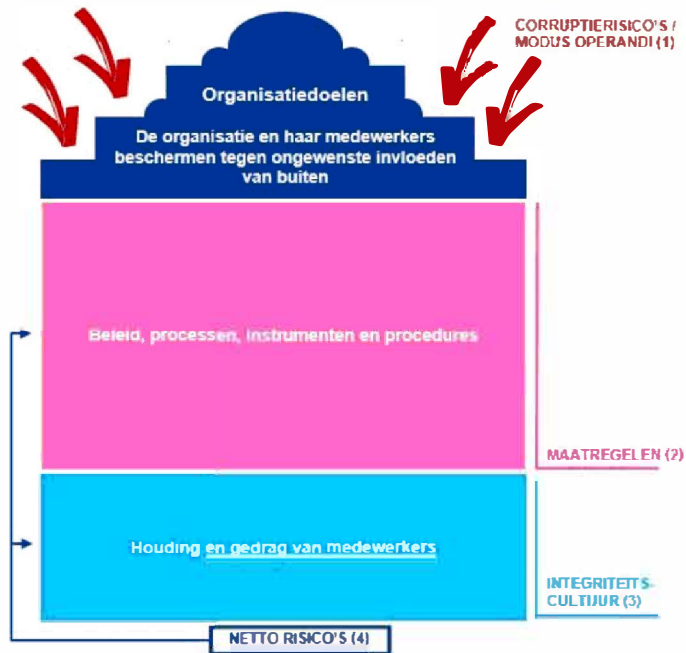 CORRUPTIERISICO'S /
MODUS OPERANDI (1)
Organisatiedoelen
De organisatie en haar medewerkers
beschermen tegen ongewenste invloeden
van buiten
Beleid, processen, instrumenten en procedures
MAATREGELEN (2)
Houding en gedrag van medewerkers
INTEGRITEITS-
CULTUUR (3)
NETTO RISICO'S (4)